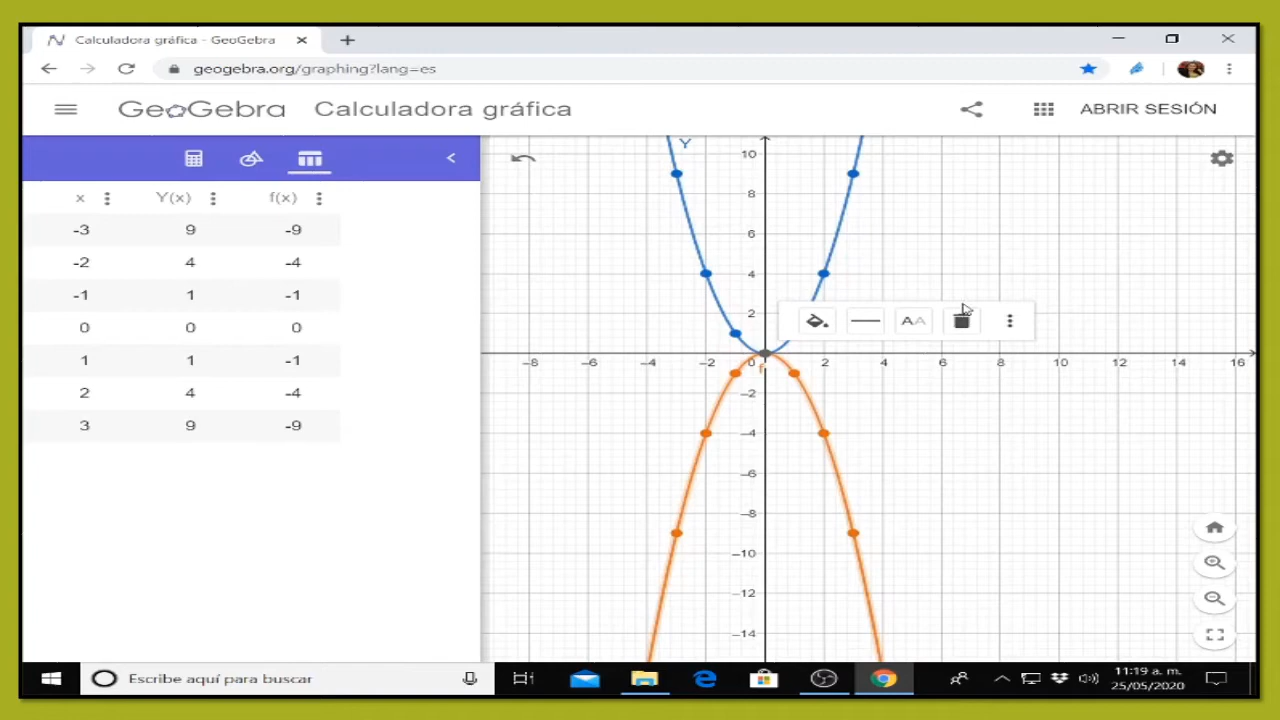 Calculadora gráfica - GeoGebra
geogebra.org/graphing?lang=es
GeoGebra Calculadora gráfica ABRIR SESIÓN
x Y(x) f(x)
-3 9 -9
-2 4 -4
-1 1 -1
0 0 0
1 1 -1
2 4 -4
3 9 -9
Y
10
8
6
4
2
AA
-8 -6 -4 -2 0 2 4 6 8 10 12 14 16
f
-2
-4
-6
-8
-10
-12
-14
Escribe aquí para buscar
11:19 a. m.
25/05/2020